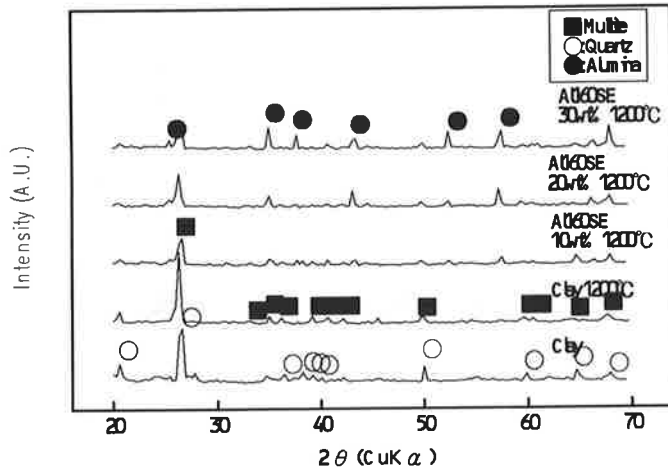 Mullite
Quartz
Alumina
Al160SE
30wt% 1200°C
Al160SE
20wt% 1200°C
Al160SE
10wt% 1200°C
Clay 1200°C
Clay
Intensity (A.U.)
20 30 40 50 60 70
2θ (CuKα)